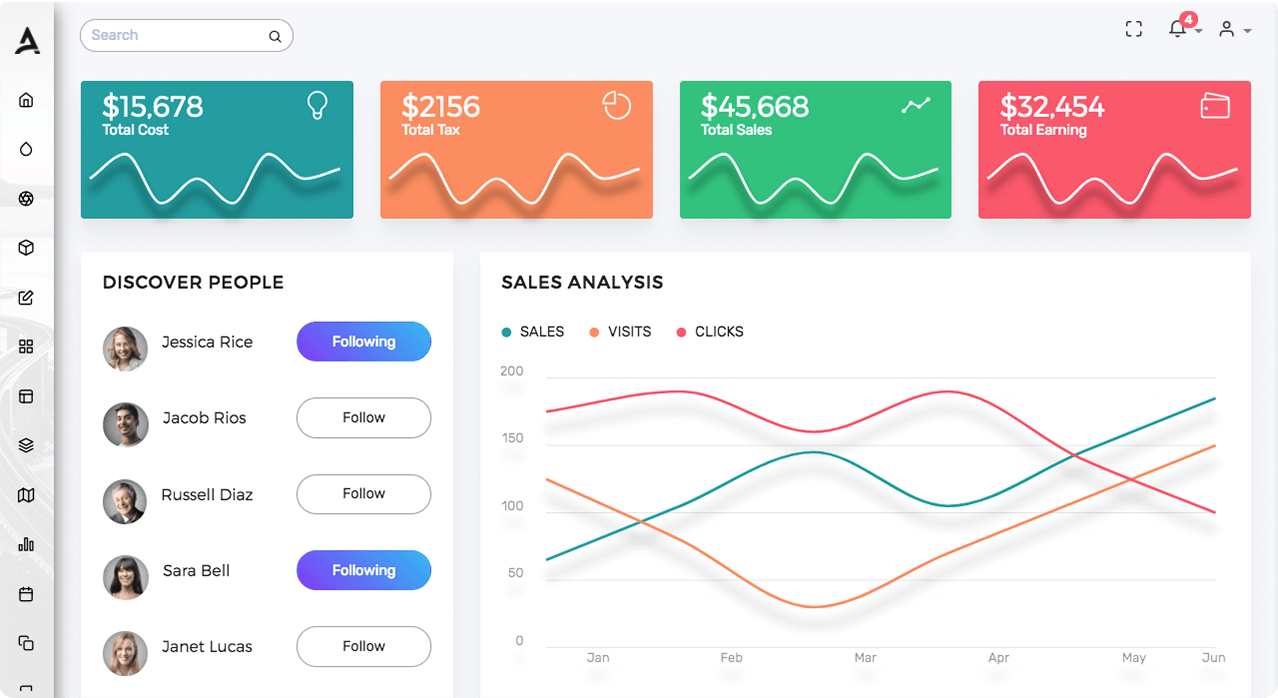 Search
4
$15,678
Total Cost
$2156
Total Tax
$45,668
Total Sales
$32,454
Total Earning
DISCOVER PEOPLE
Jessica Rice
Following
Jacob Rios
Follow
Russell Diaz
Follow
Sara Bell
Following
Janet Lucas
Follow
SALES ANALYSIS
SALES VISITS CLICKS
200
150
100
50
0
Jan Feb Mar Apr May Jun